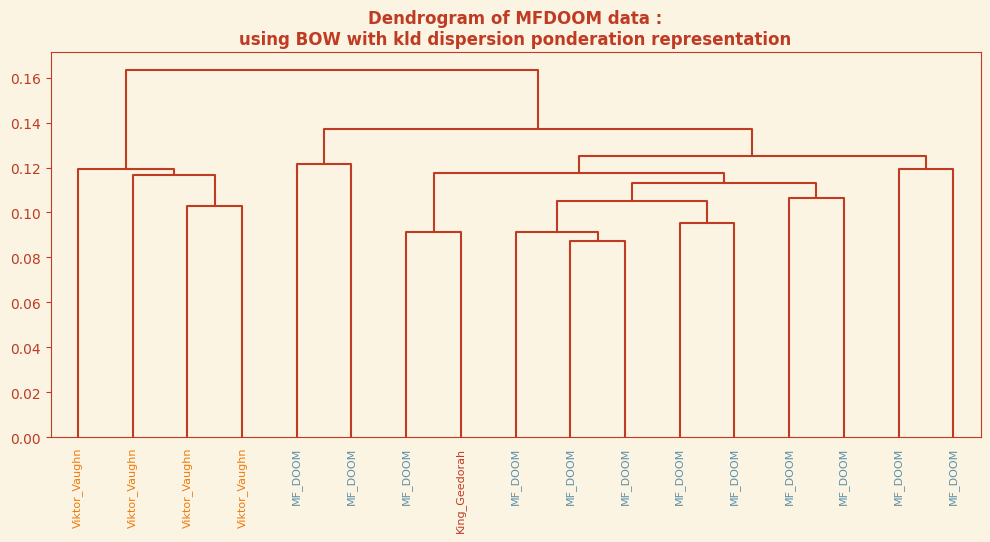 Dendrogram of MFDOOM data :
using BOW with kld dispersion ponderation representation
0.16
0.14
0.12
0.10
0.08
0.06
0.04
0.02
0.00
Viktor_Vaughn
Viktor_Vaughn
Viktor_Vaughn
Viktor_Vaughn
MF_DOOM
MF_DOOM
MF_DOOM
King_Geedorah
MF_DOOM
MF_DOOM
MF_DOOM
MF_DOOM
MF_DOOM
MF_DOOM
MF_DOOM
MF_DOOM
MF_DOOM